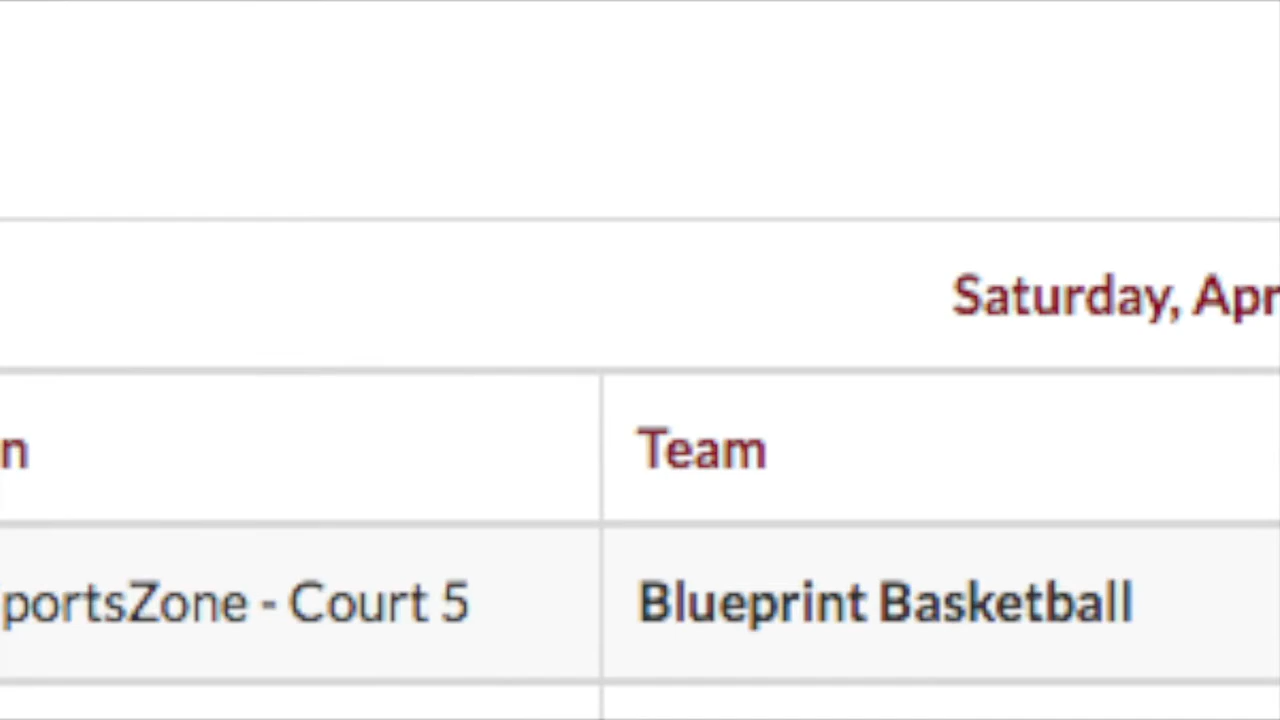 Saturday, Apr
n
Team
portsZone - Court 5
Blueprint Basketball